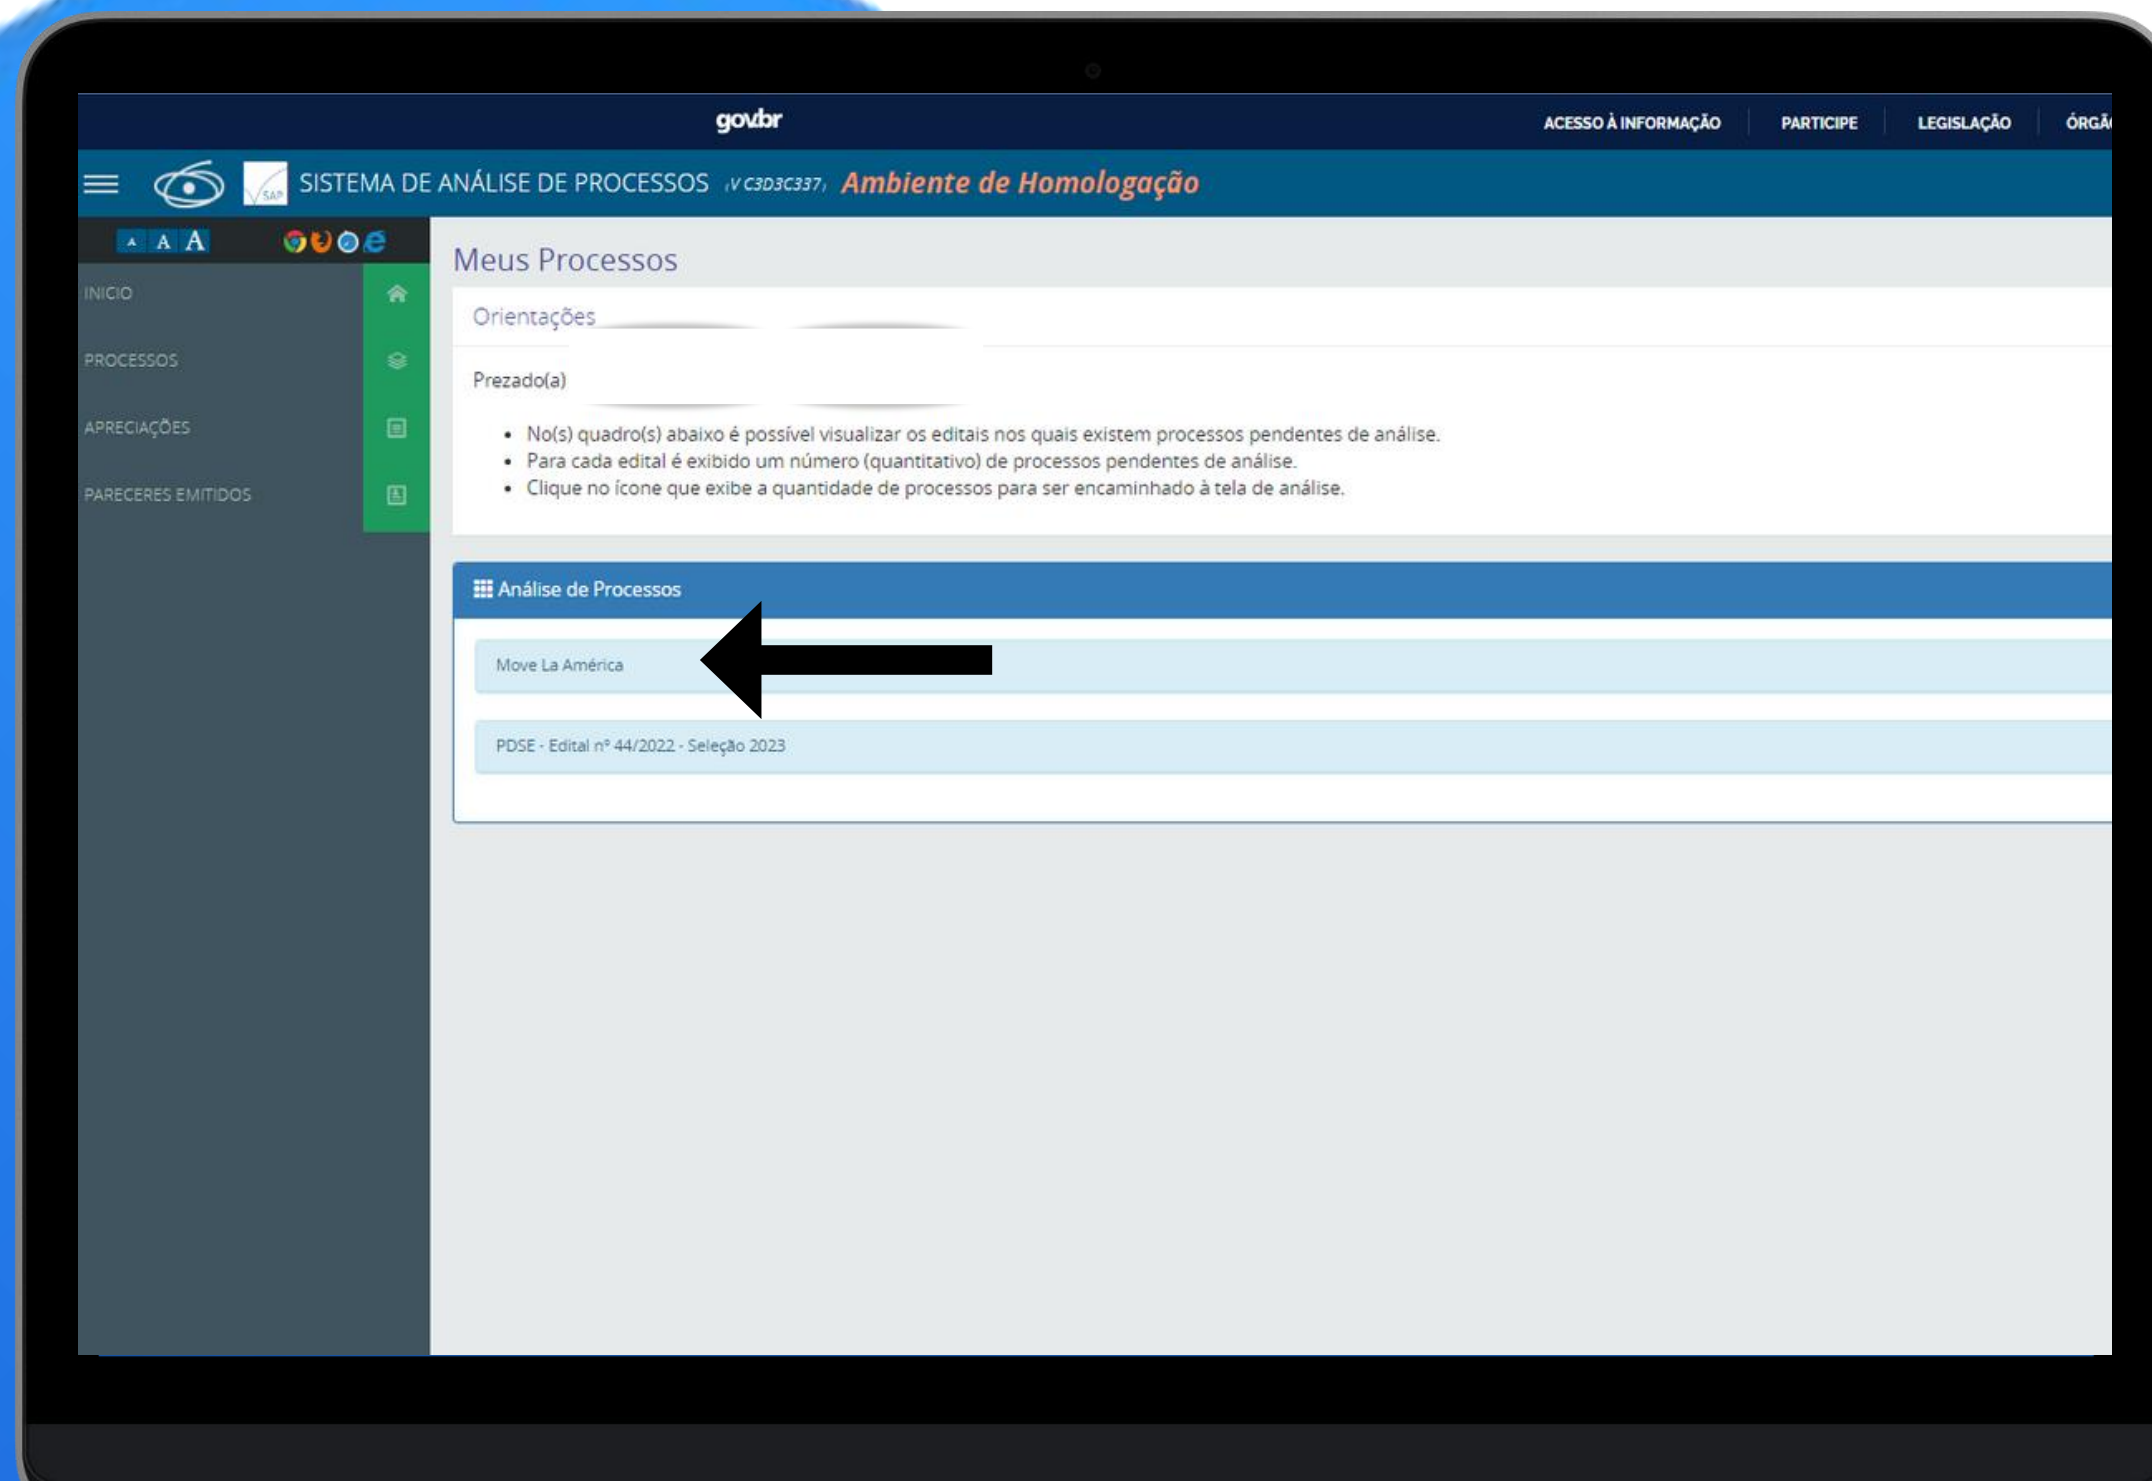 gov.br
ACESSO À INFORMAÇÃO
PARTICIPE
LEGISLAÇÃO
ÓRGÃ
SAP
SISTEMA DE ANÁLISE DE PROCESSOS (V C3D3C337) Ambiente de Homologação
A A A
INICIO
PROCESSOS
APRECIAÇÕES
PARECERES EMITIDOS
Meus Processos
Orientações
Prezado(a)
• No(s) quadro(s) abaixo é possível visualizar os editais nos quais existem processos pendentes de análise.
• Para cada edital é exibido um número (quantitativo) de processos pendentes de análise.
• Clique no ícone que exibe a quantidade de processos para ser encaminhado à tela de análise.
Análise de Processos
Move La América
PDSE - Edital nº 44/2022 - Seleção 2023